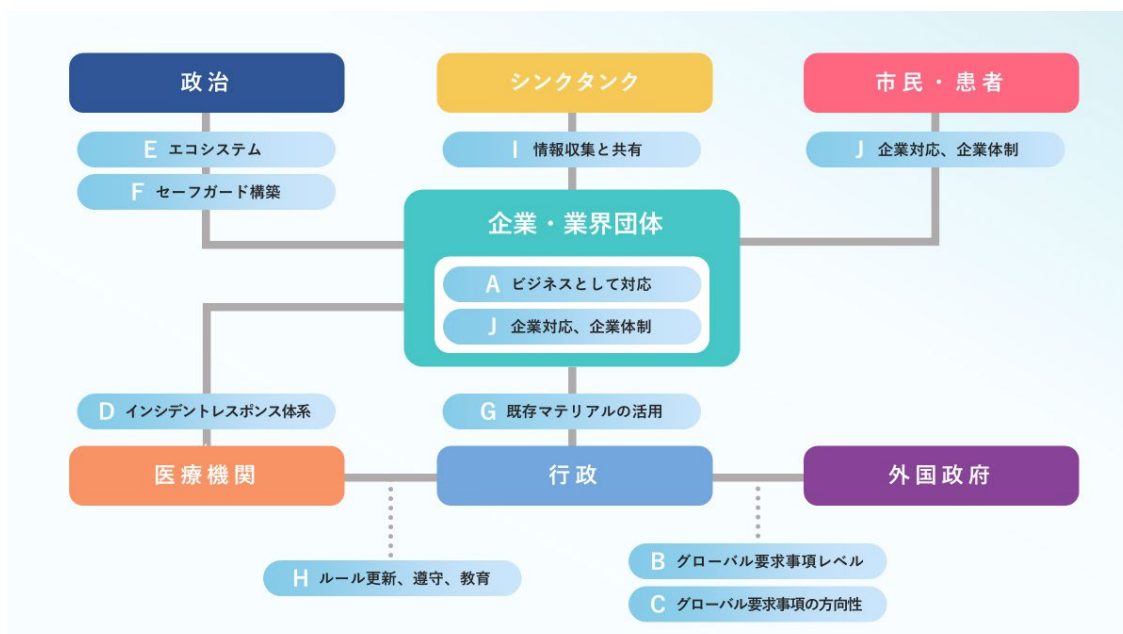 政治
シンクタンク
市民・患者
E エコシステム
I 情報収集と共有
J 企業対応、企業体制
F セーフガード構築
企業・業界団体
A ビジネスとして対応
J 企業対応、企業体制
D インシデントレスポンス体系
G 既存マテリアルの活用
医療機関
行政
外国政府
B グローバル要求事項レベル
H ルール更新、遵守、教育
C グローバル要求事項の方向性